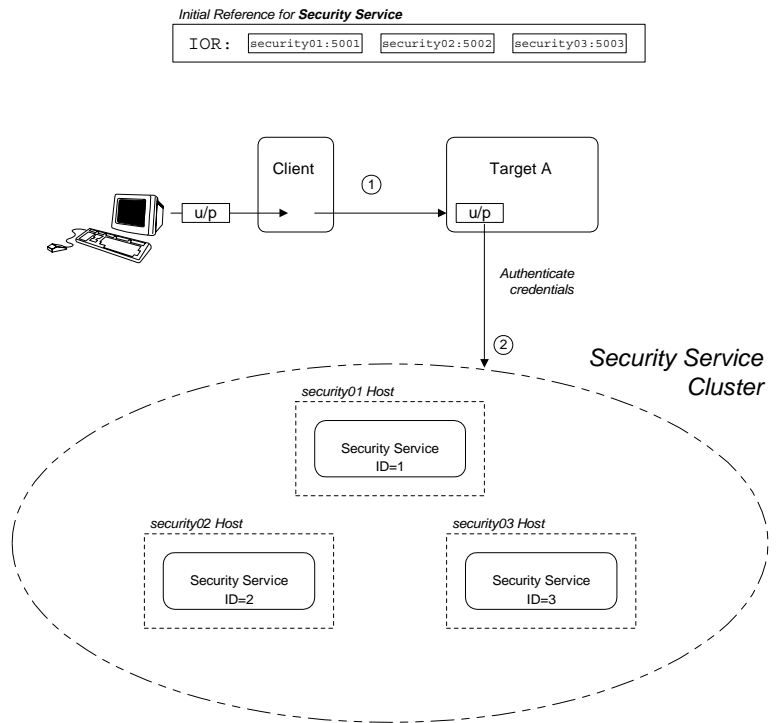 Initial Reference for Security Service
IOR: security01:5001 security02:5002 security03:5003
Client
Target A
1
u/p
u/p
Authenticate
credentials
2
Security Service
Cluster
security01 Host
Security Service
ID=1
security02 Host
security03 Host
Security Service
ID=2
Security Service
ID=3